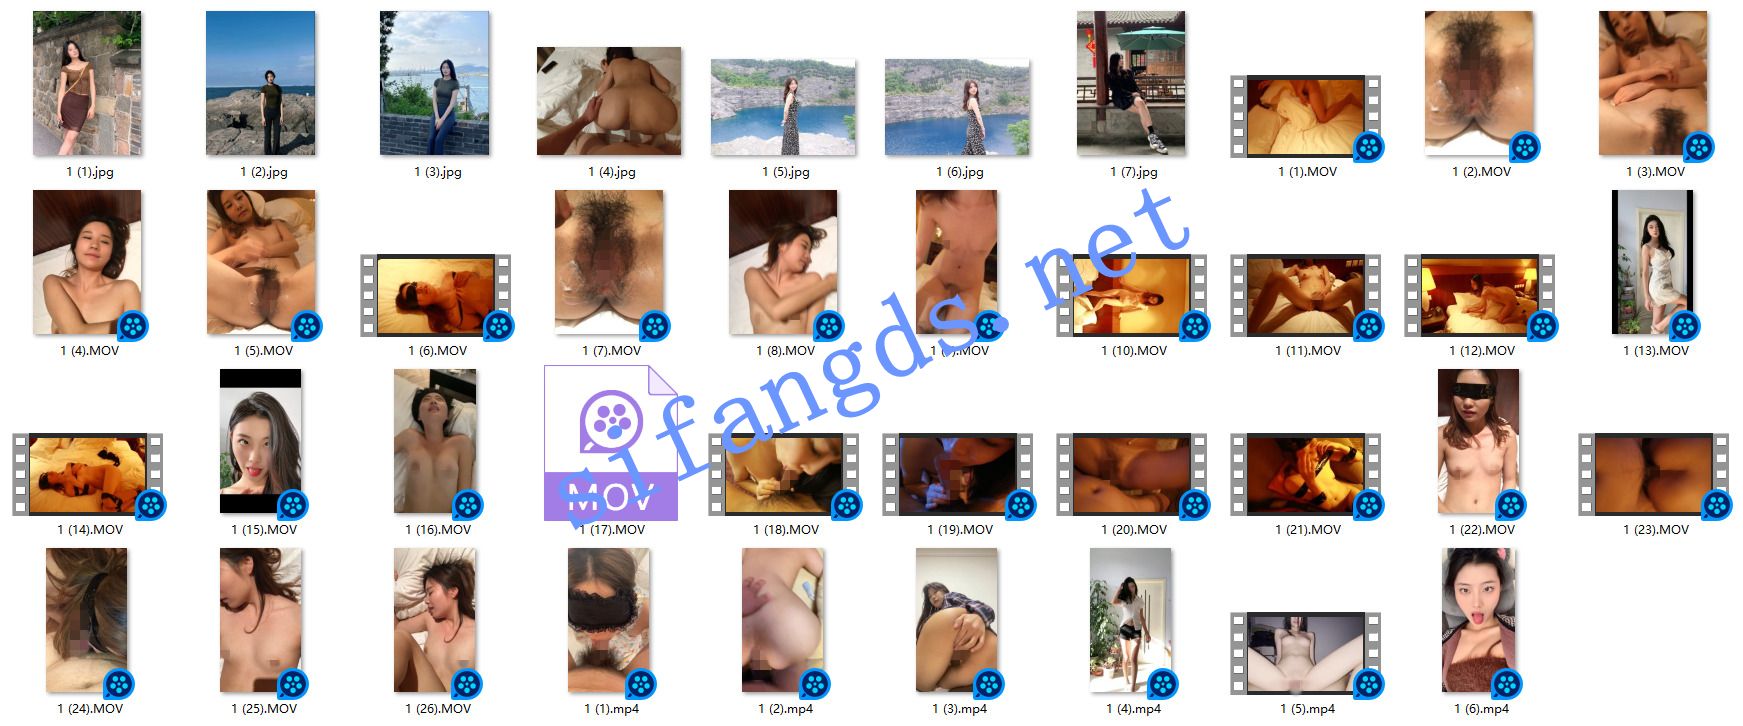 1 (1).jpg 1 (2).jpg 1 (3).jpg 1 (4).jpg 1 (5).jpg 1 (6).jpg 1 (7).jpg 1 (1).MOV 1 (2).MOV 1 (3).MOV
1 (4).MOV 1 (5).MOV 1 (6).MOV 1 (7).MOV 1 (8).MOV 1 (9).MOV 1 (10).MOV 1 (11).MOV 1 (12).MOV 1 (13).MOV
MOV
1 (14).MOV 1 (15).MOV 1 (16).MOV 1 (17).MOV 1 (18).MOV 1 (19).MOV 1 (20).MOV 1 (21).MOV 1 (22).MOV 1 (23).MOV
1 (24).MOV 1 (25).MOV 1 (26).MOV 1 (1).mp4 1 (2).mp4 1 (3).mp4 1 (4).mp4 1 (5).mp4 1 (6).mp4
sifangds.net